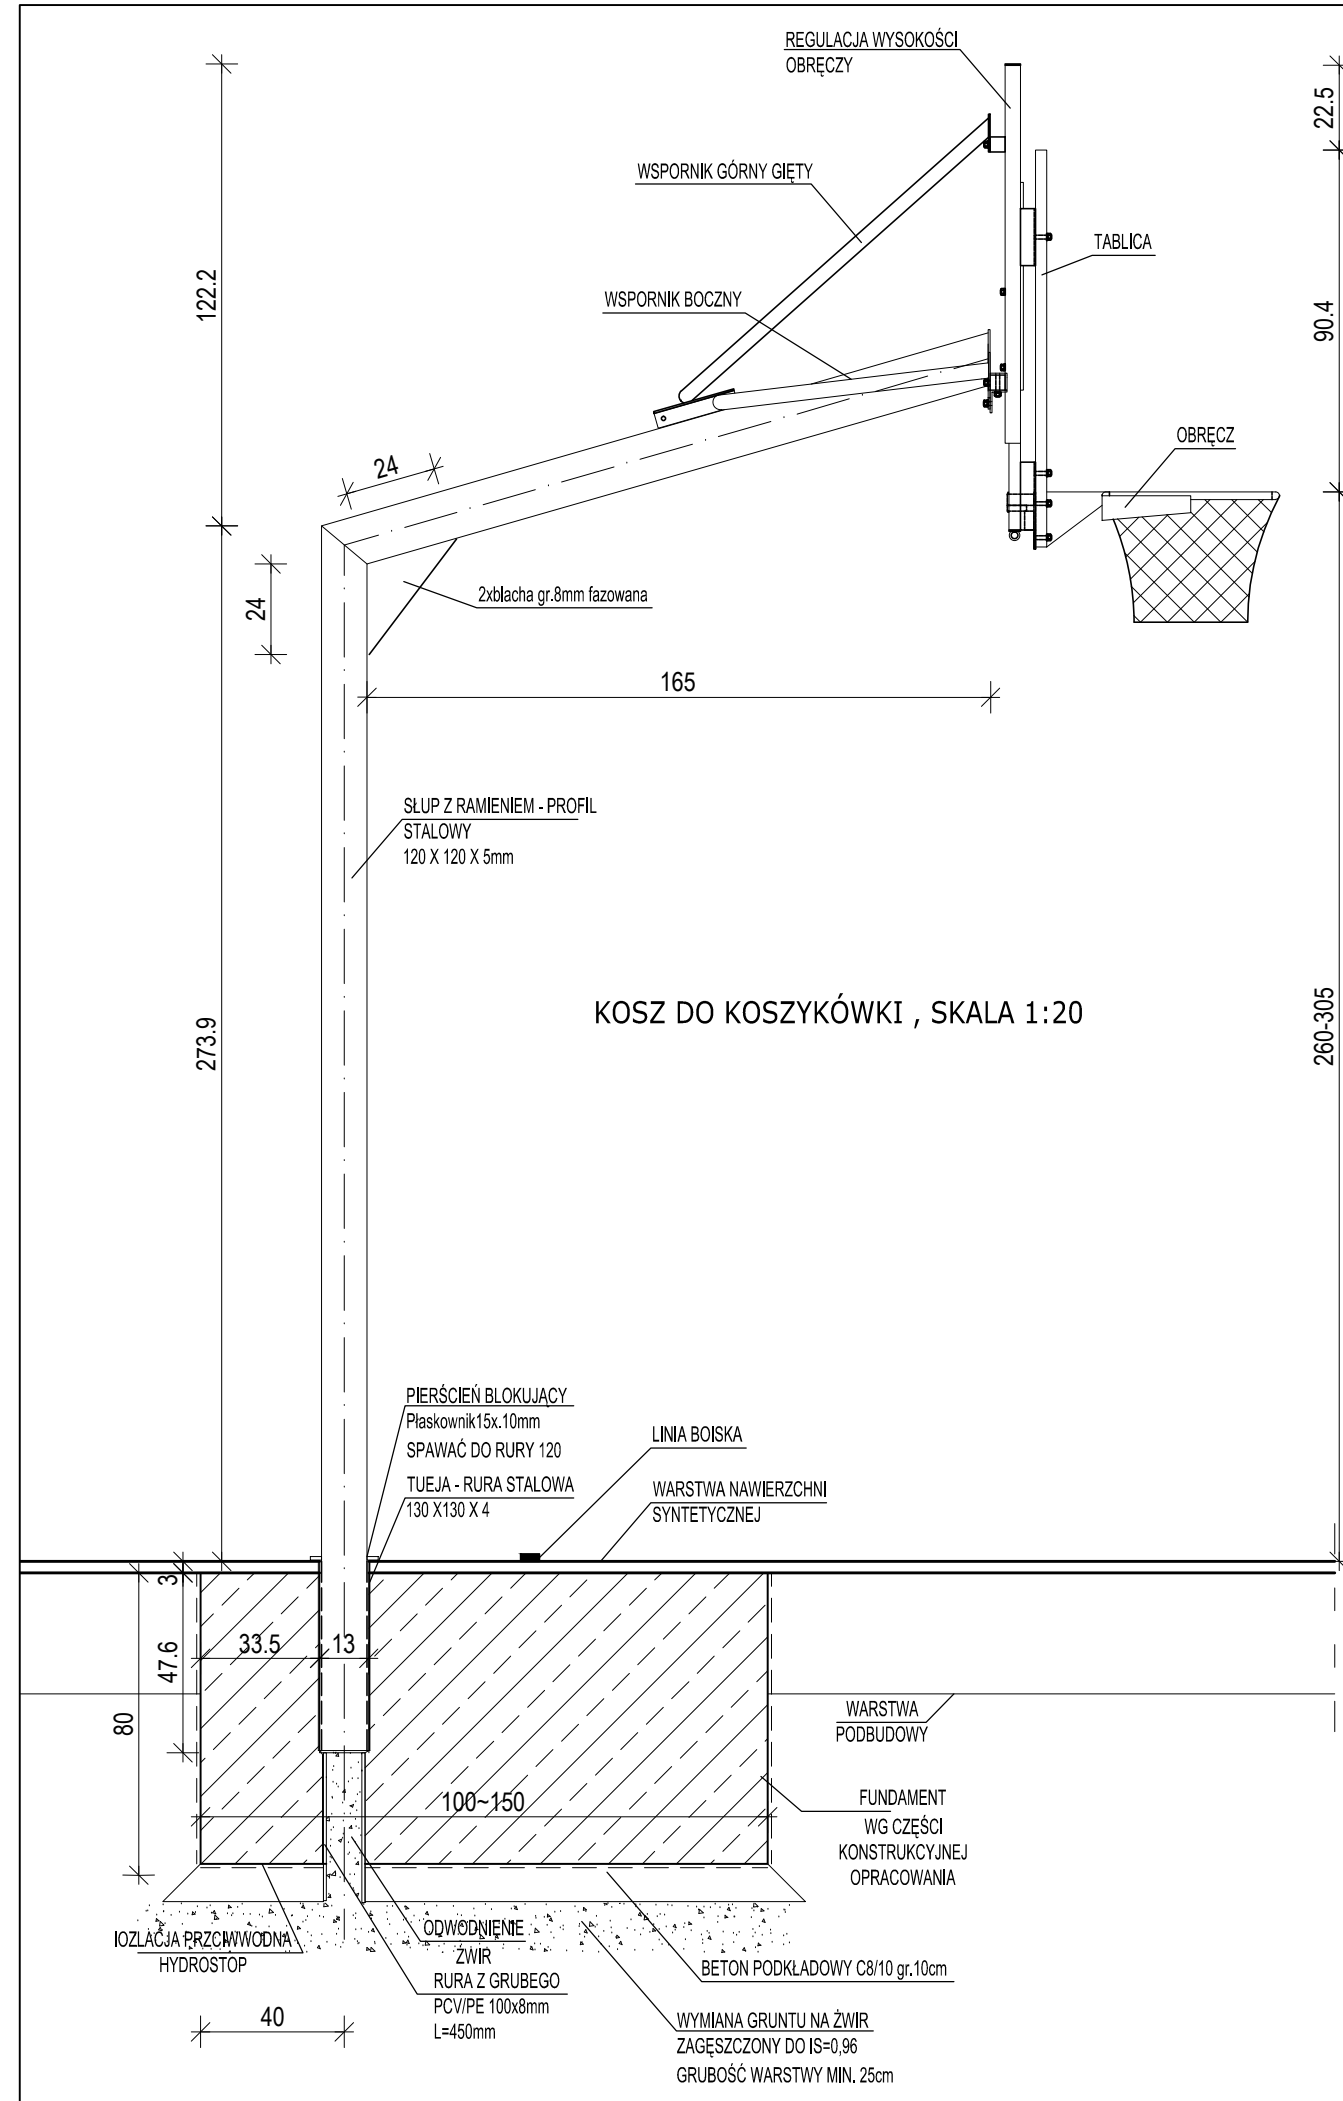 REGULACJA WYSOKOŚCI
OBRĘCZY
22.5
WSPORNIK GÓRNY GIĘTY
TABLICA
122.2
WSPORNIK BOCZNY
90.4
24
OBRĘCZ
24
2xblacha gr.8mm fazowana
165
SŁUP Z RAMIENIEM - PROFIL
STALOWY
120 X 120 X 5mm
KOSZ DO KOSZYKÓWKI , SKALA 1:20
273.9
260-305
PIERŚCIEŃ BLOKUJĄCY
Płaskownik15x.10mm
SPAWAĆ DO RURY 120
TUEJA - RURA STALOWA
130 X130 X 4
LINIA BOISKA
WARSTWA NAWIERZCHNI
SYNTETYCZNEJ
3
47.6
33.5
13
80
WARSTWA
PODBUDOWY
100~150
FUNDAMENT
WG CZĘŚCI
KONSTRUKCYJNEJ
OPRACOWANIA
IOZLACJA PRZCIWWODNA
HYDROSTOP
ODWODNIENIE
ŻWIR
RURA Z GRUBEGO
PCV/PE 100x8mm
L=450mm
BETON PODKŁADOWY C8/10 gr.10cm
40
WYMIANA GRUNTU NA ŻWIR
ZAGĘSZCZONY DO IS=0,96
GRUBOŚĆ WARSTWY MIN. 25cm